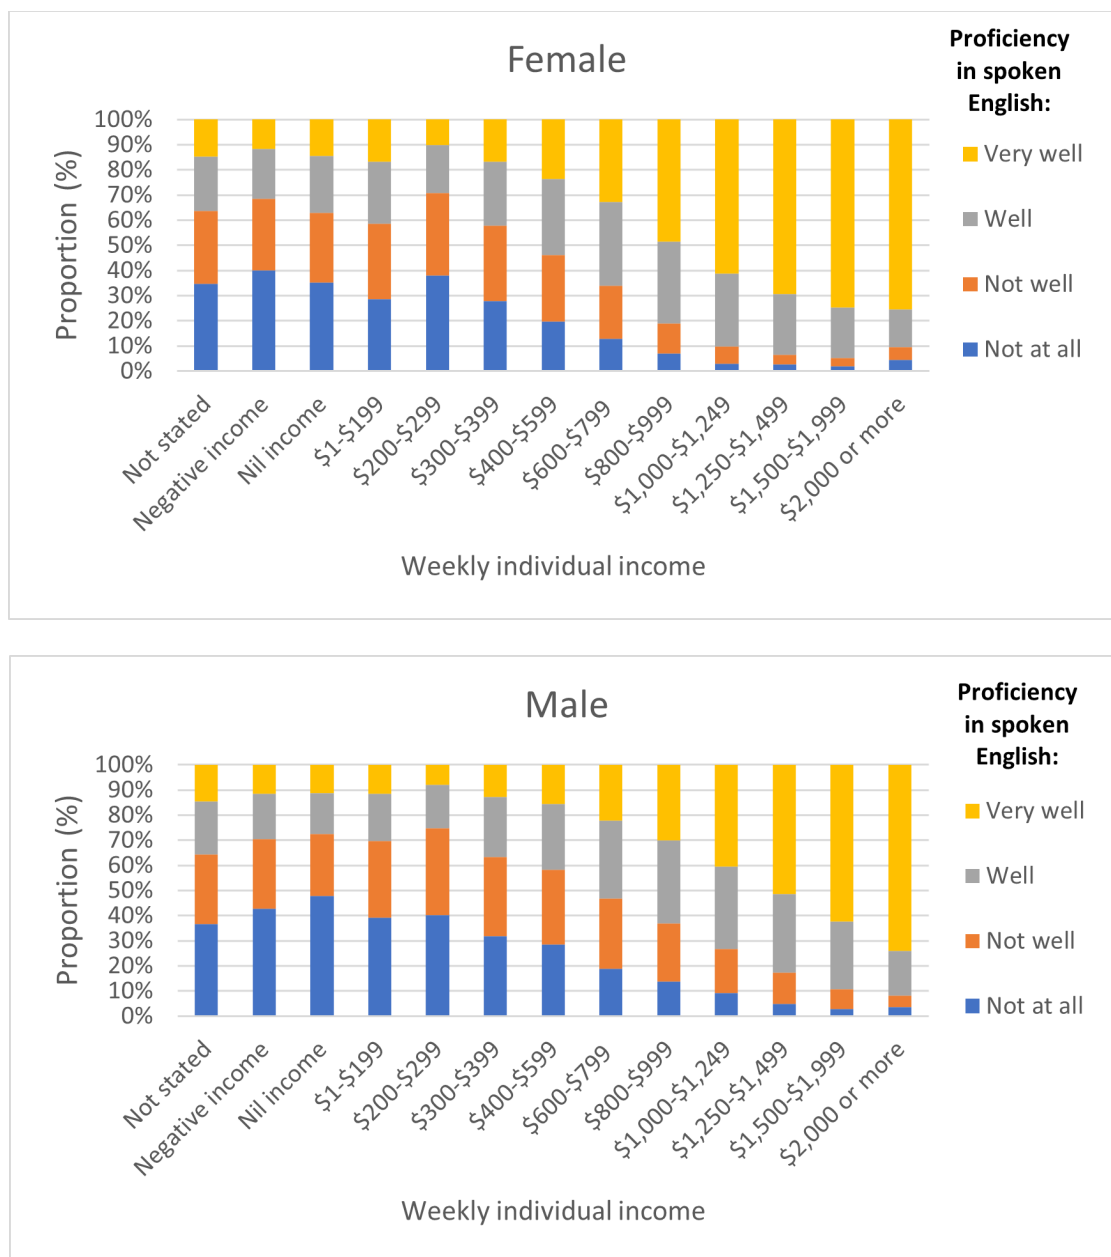 Female
Proficiency
in spoken
English:
Very well
Well
Not well
Not at all
Proportion (%)
100%
90%
80%
70%
60%
50%
40%
30%
20%
10%
0%
Not stated
Negative income
Nil income
$1-$199
$200-$299
$300-$399
$400-$599
$600-$799
$800-$999
$1,000-$1,249
$1,250-$1,499
$1,500-$1,999
$2,000 or more
Weekly individual income
Male
Proficiency
in spoken
English:
Very well
Well
Not well
Not at all
Proportion (%)
100%
90%
80%
70%
60%
50%
40%
30%
20%
10%
0%
Not stated
Negative income
Nil income
$1-$199
$200-$299
$300-$399
$400-$599
$600-$799
$800-$999
$1,000-$1,249
$1,250-$1,499
$1,500-$1,999
$2,000 or more
Weekly individual income